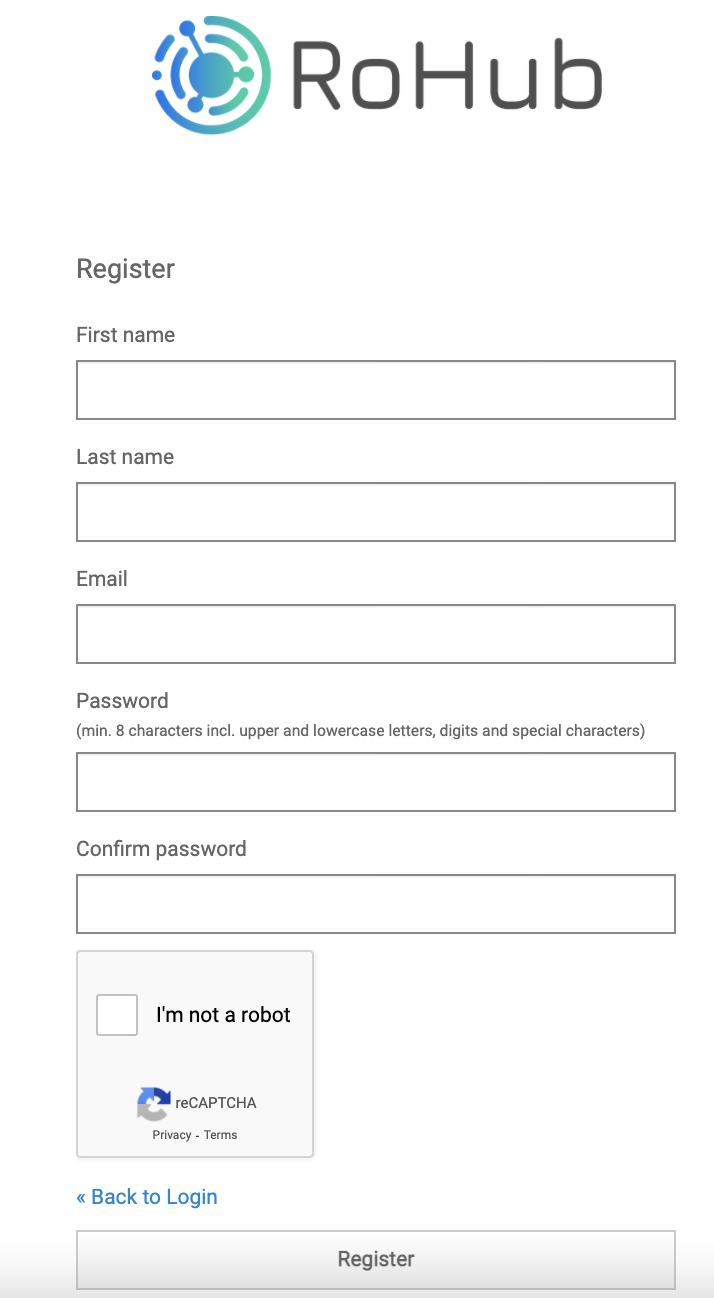 RoHub
Register
First name
Last name
Email
Password
(min. 8 characters incl. upper and lowercase letters, digits and special characters)
Confirm password
I'm not a robot
reCAPTCHA
Privacy - Terms
« Back to Login
Register